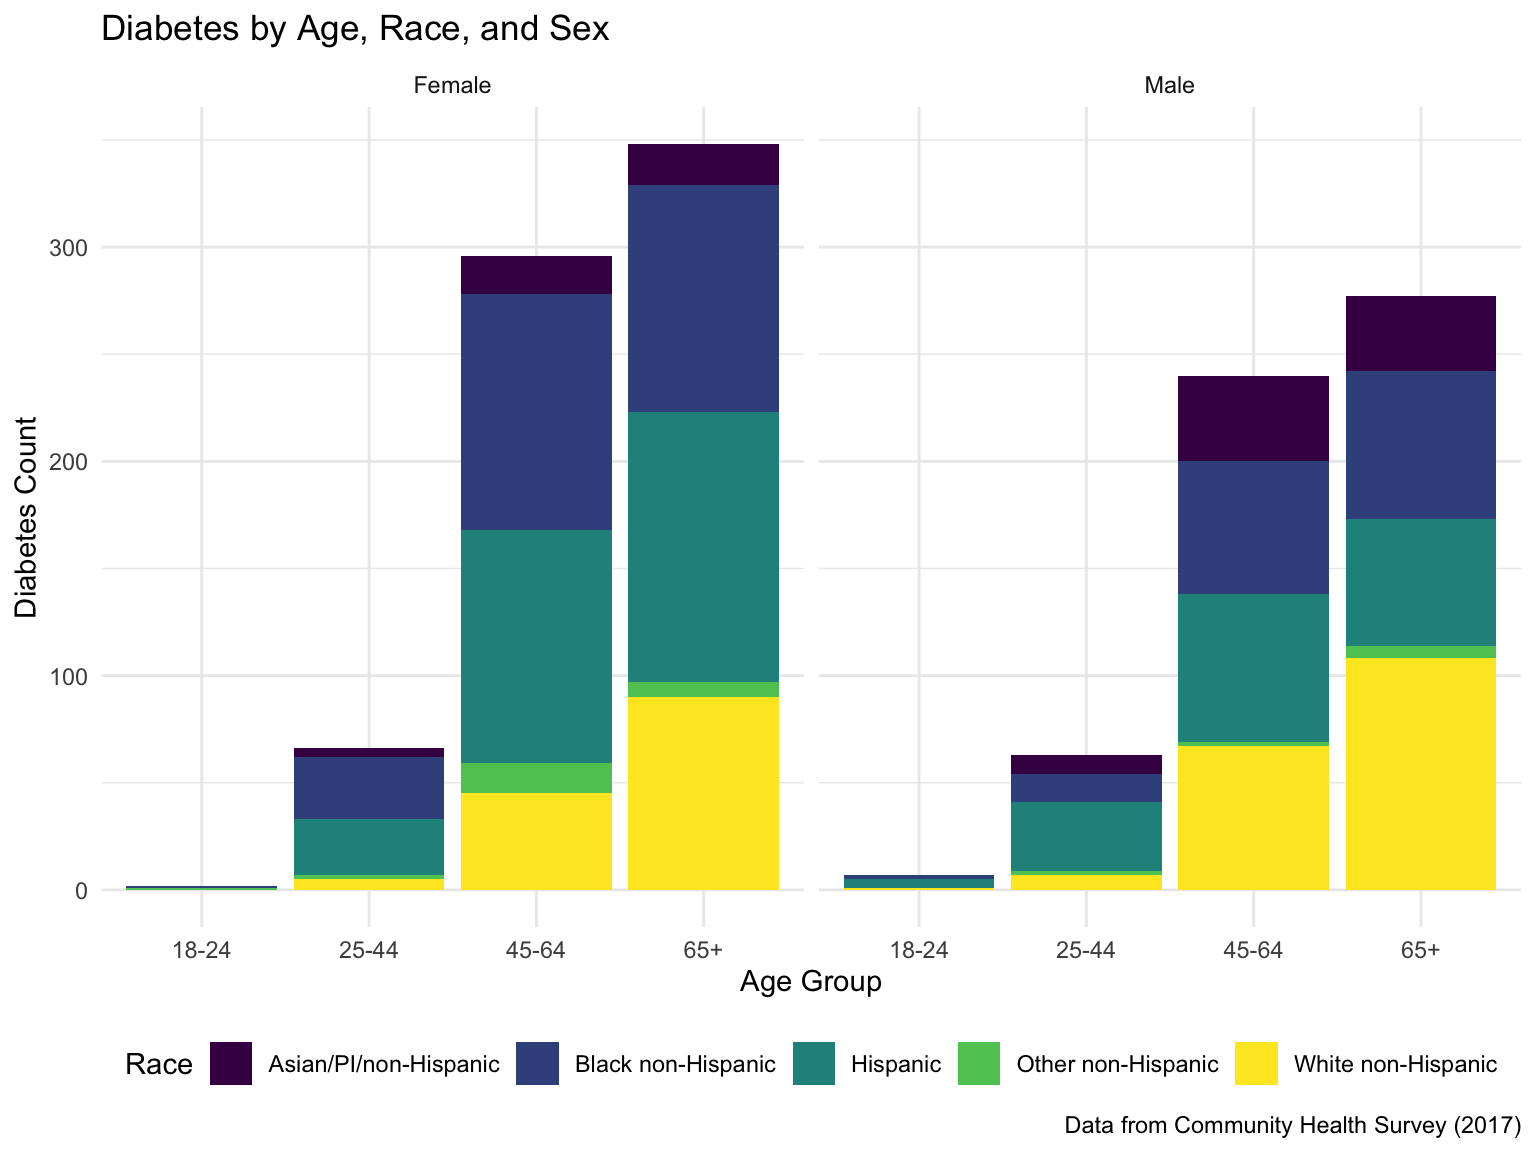 Diabetes by Age, Race, and Sex
Female
Male
Diabetes Count
300
200
100
0
18-24
25-44
45-64
65+
18-24
25-44
45-64
65+
Age Group
Race
Asian/PI/non-Hispanic
Black non-Hispanic
Hispanic
Other non-Hispanic
White non-Hispanic
Data from Community Health Survey (2017)